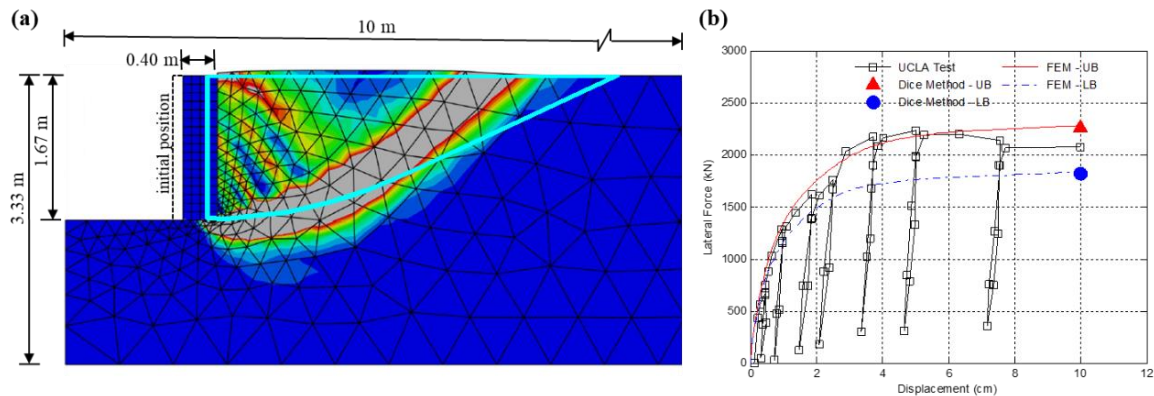 (a)
10 m
0.40 m
1.67 m
3.33 m
initial position
(b)
3000
2500
2000
1500
1000
500
0
Lateral Force (kN)
UCLA Test
Dice Method - UB
Dice Method - LB
FEM - UB
FEM - LB
0 2 4 6 8 10 12
Displacement (cm)